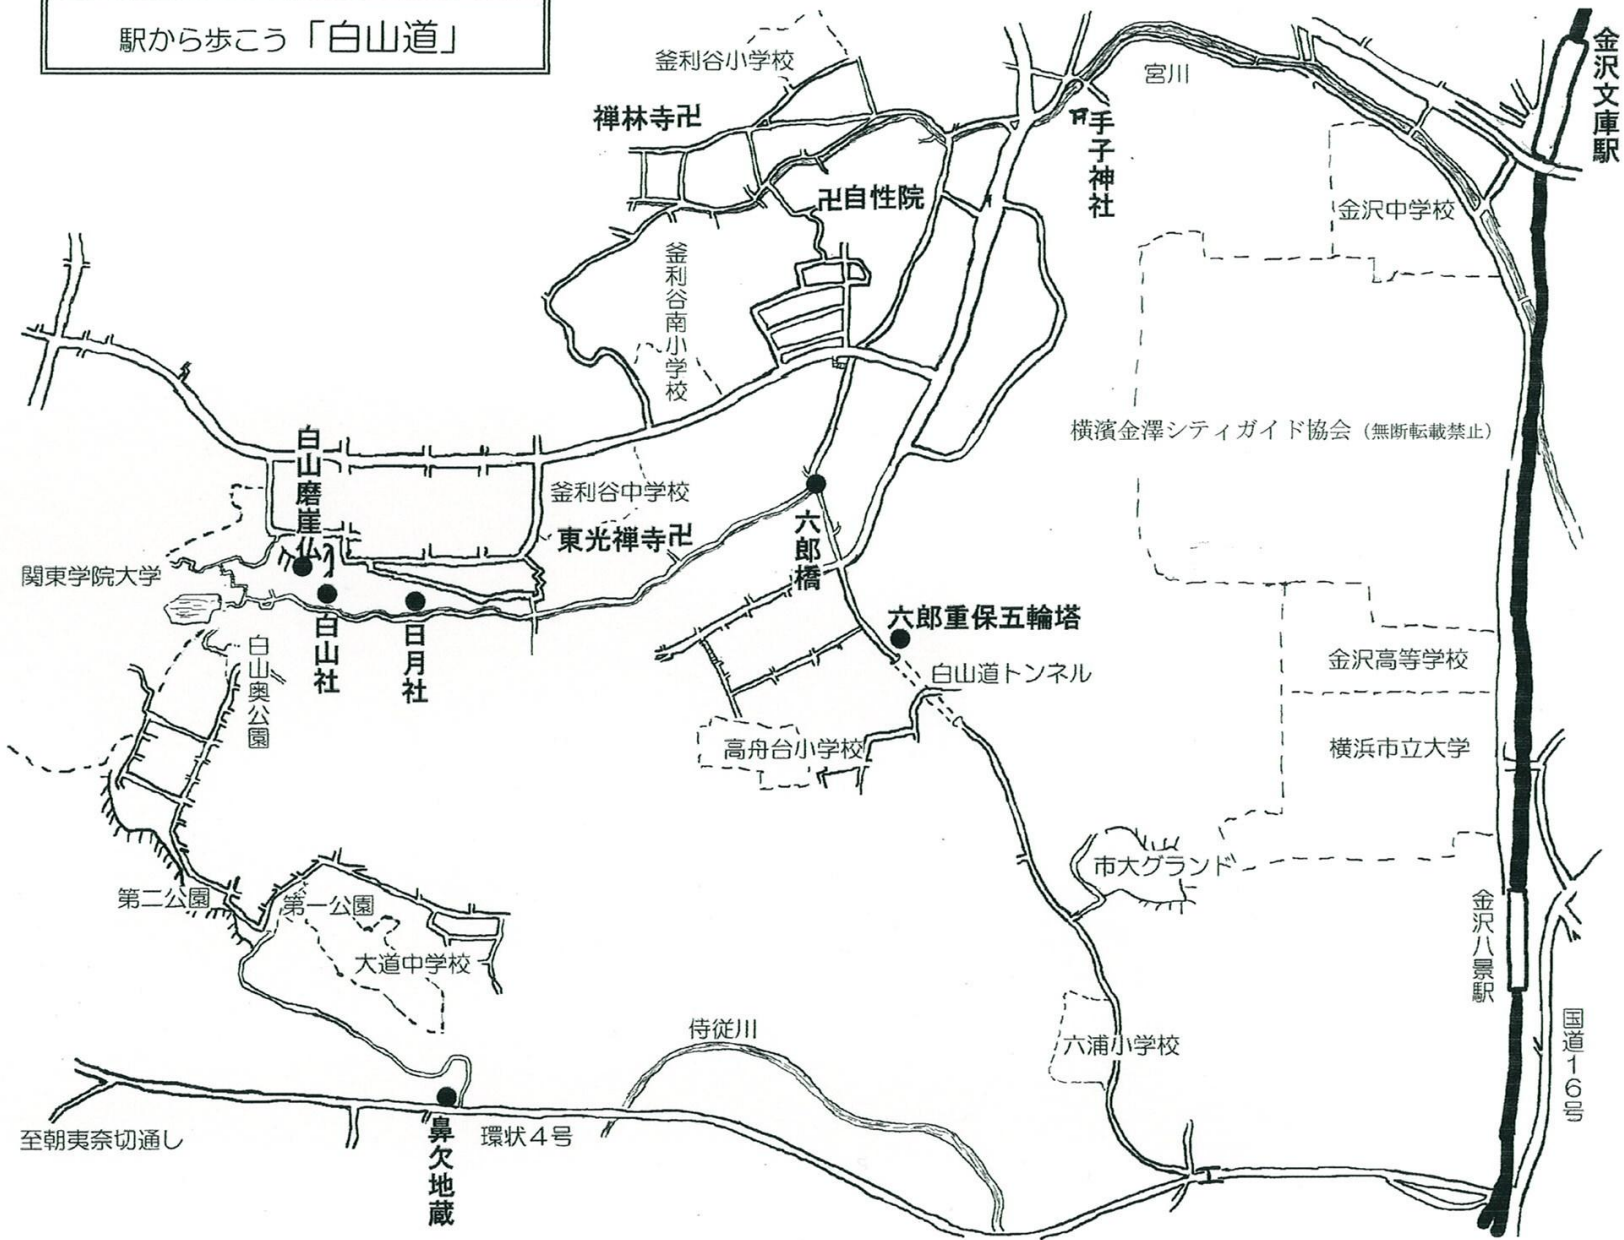 駅から歩こう「白山道」
釜利谷小学校
宮川
金沢文庫駅
禅林寺卍
手子神社
卍自性院
金沢中学校
釜利谷南小学校
横濱金澤シティガイド協会（無断転載禁止）
白山磨崖仏
釜利谷中学校
東光禅寺卍
六郎橋
関東学院大学
白山社
日月社
六郎重保五輪塔
白山道トンネル
白山奥公園
金沢高等学校
高舟台小学校
横浜市立大学
市大グランド
第二公園
第一公園
金沢八景駅
大道中学校
侍従川
六浦小学校
国道16号
至朝夷奈切通し
鼻欠地蔵
環状4号